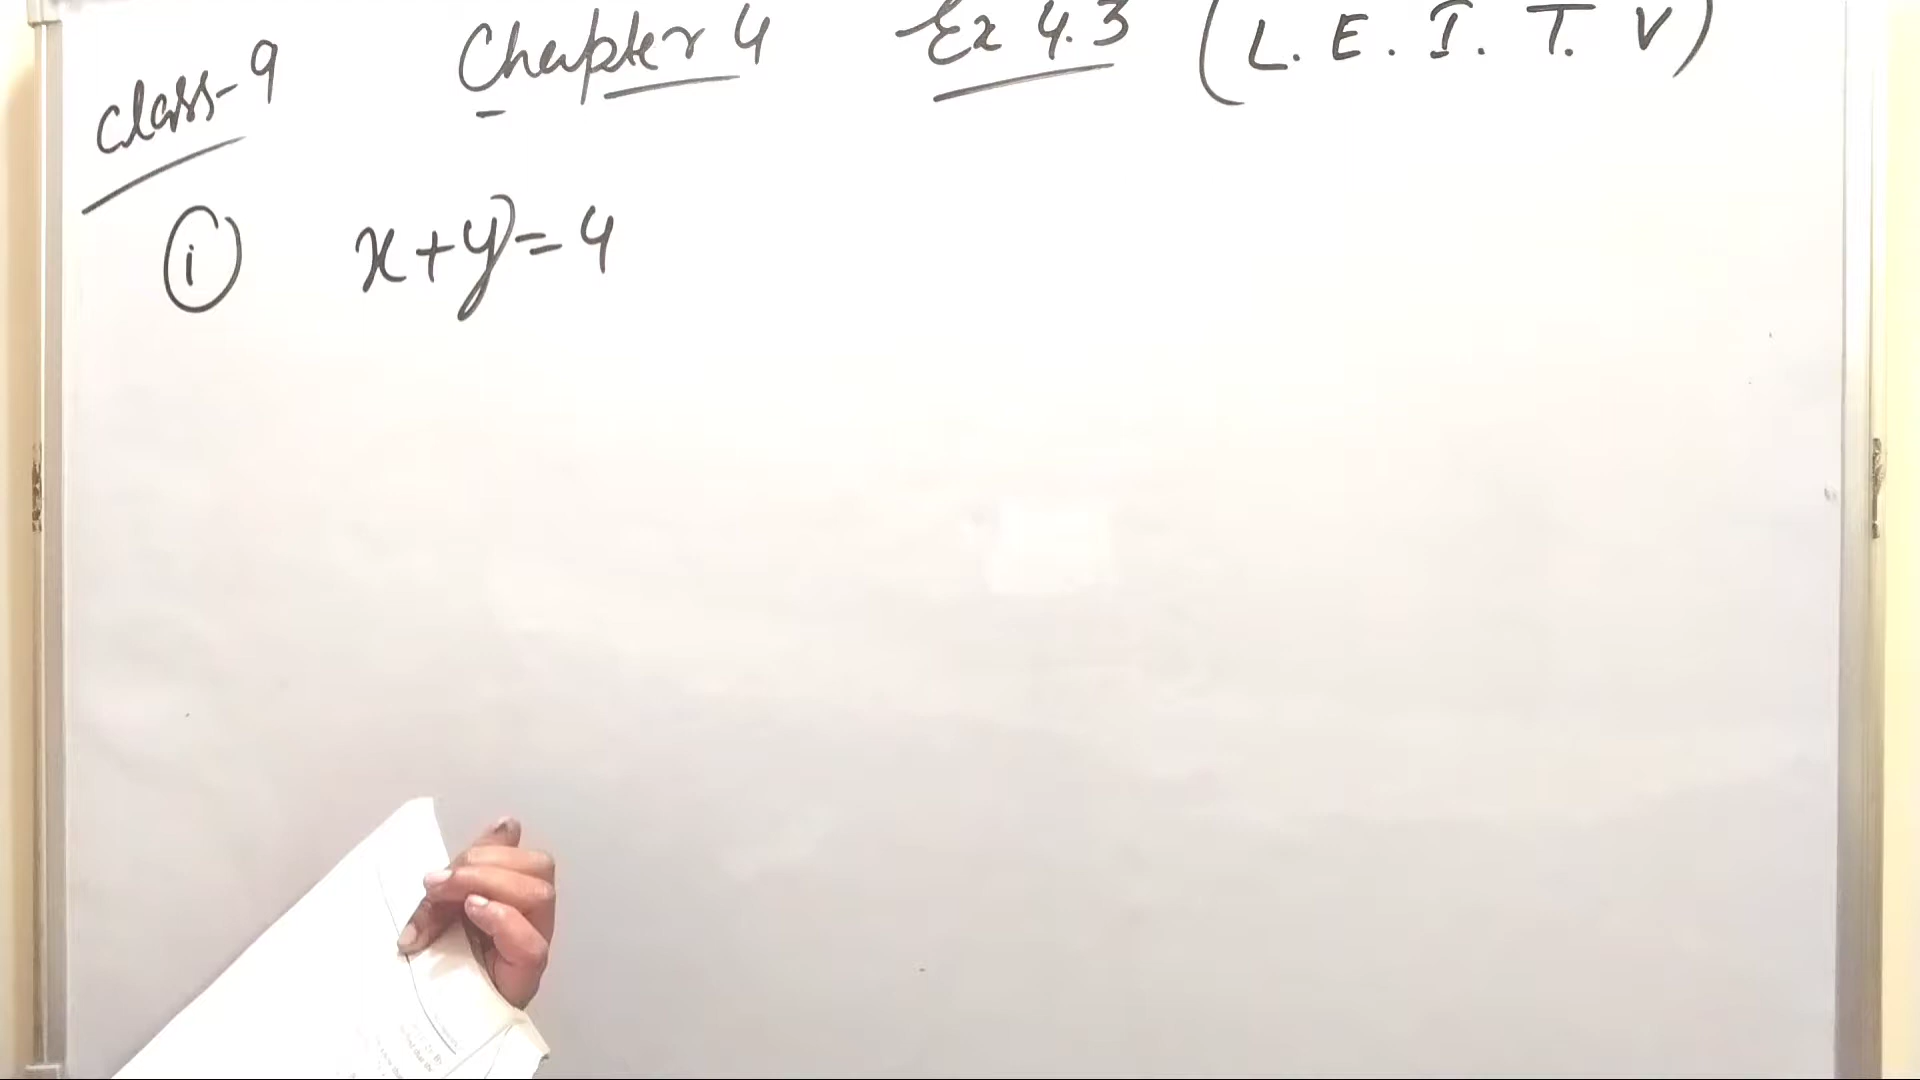 class-9 Chapter 4 Ex 4.3 (L. E. I. T. V)
(i) x+y=4